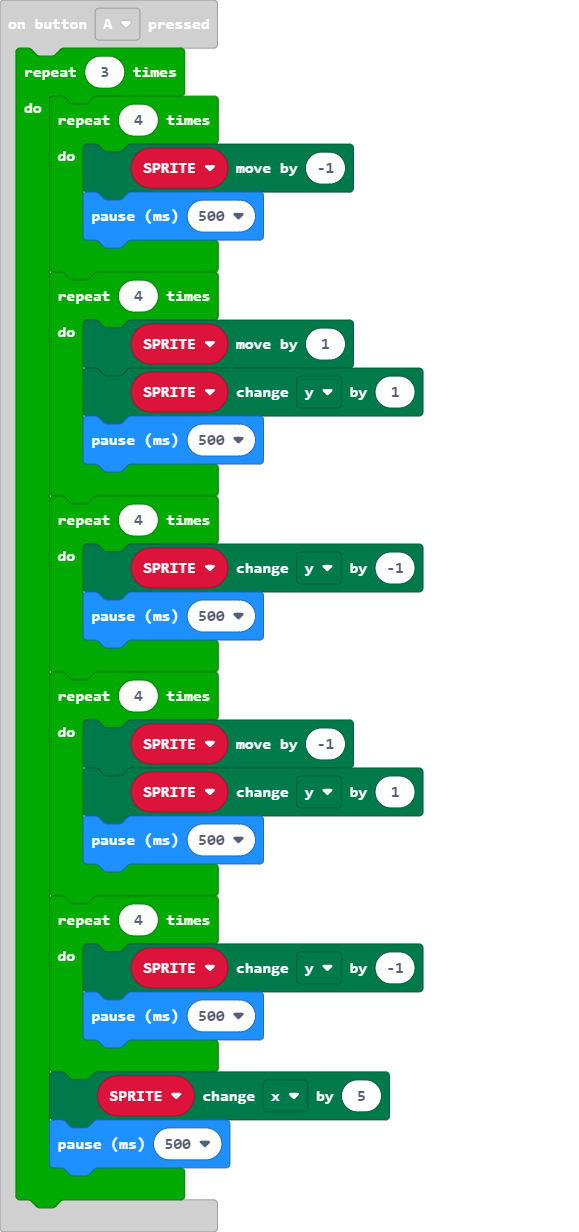 on button A pressed
repeat 3 times
do
repeat 4 times
do
SPRITE move by -1
pause (ms) 500
repeat 4 times
do
SPRITE move by 1
SPRITE change y by 1
pause (ms) 500
repeat 4 times
do
SPRITE change y by -1
pause (ms) 500
repeat 4 times
do
SPRITE move by -1
SPRITE change y by 1
pause (ms) 500
repeat 4 times
do
SPRITE change y by -1
pause (ms) 500
SPRITE change x by 5
pause (ms) 500